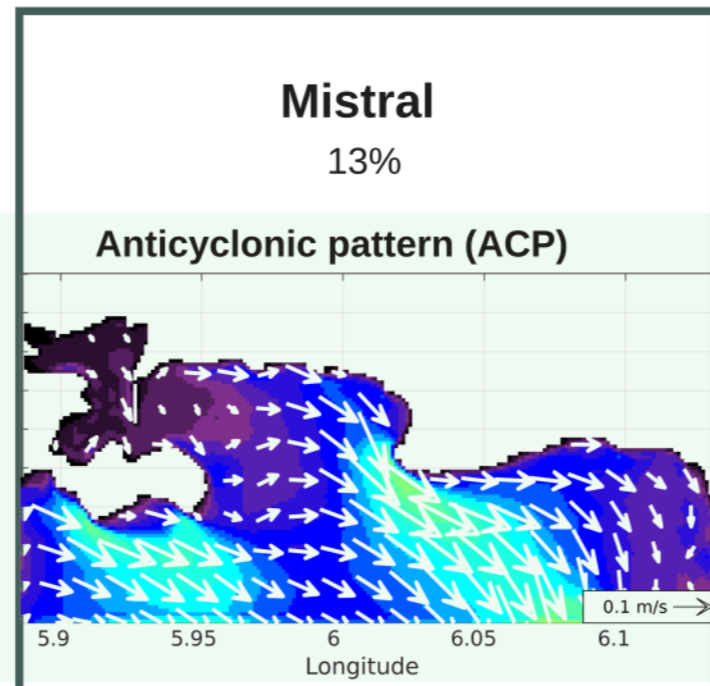 Mistral
13%
Anticyclonic pattern (ACP)
0.1 m/s
5.9 5.95 6 6.05 6.1
Longitude